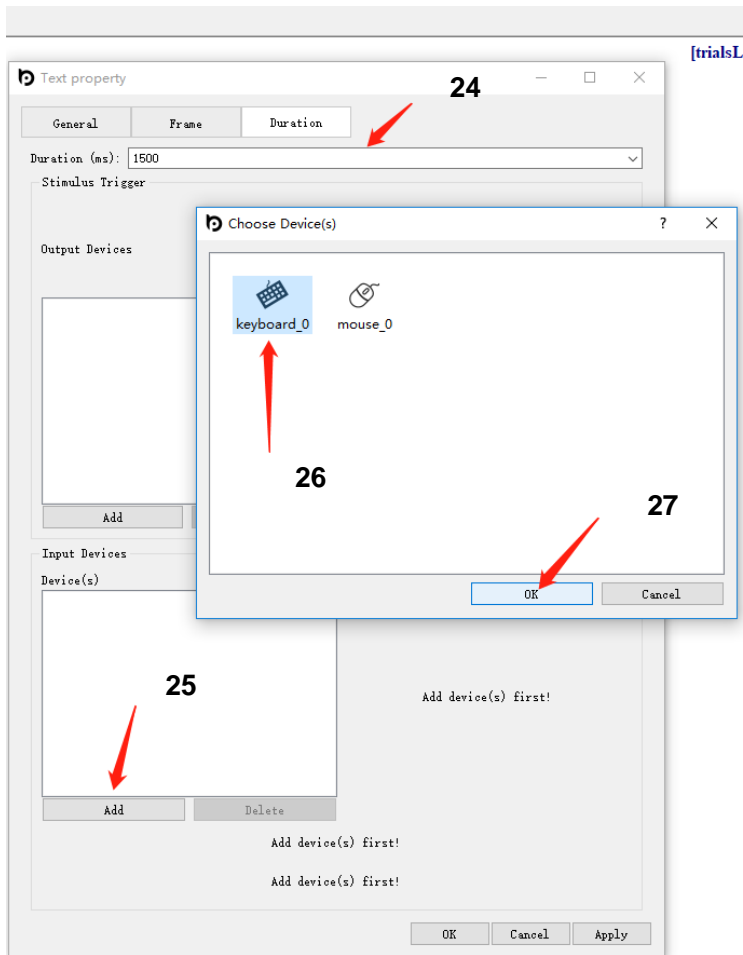 [trialsL
Text property
24
General Frame Duration
Duration (ms): 1500
Stimulus Trigger
Choose Device(s) ?
Output Devices
keyboard_0 mouse_0
26
27
Add
Input Devices
Device(s)
OK Cancel
25
Add device(s) first!
Add Delete
Add device(s) first!
Add device(s) first!
OK Cancel Apply